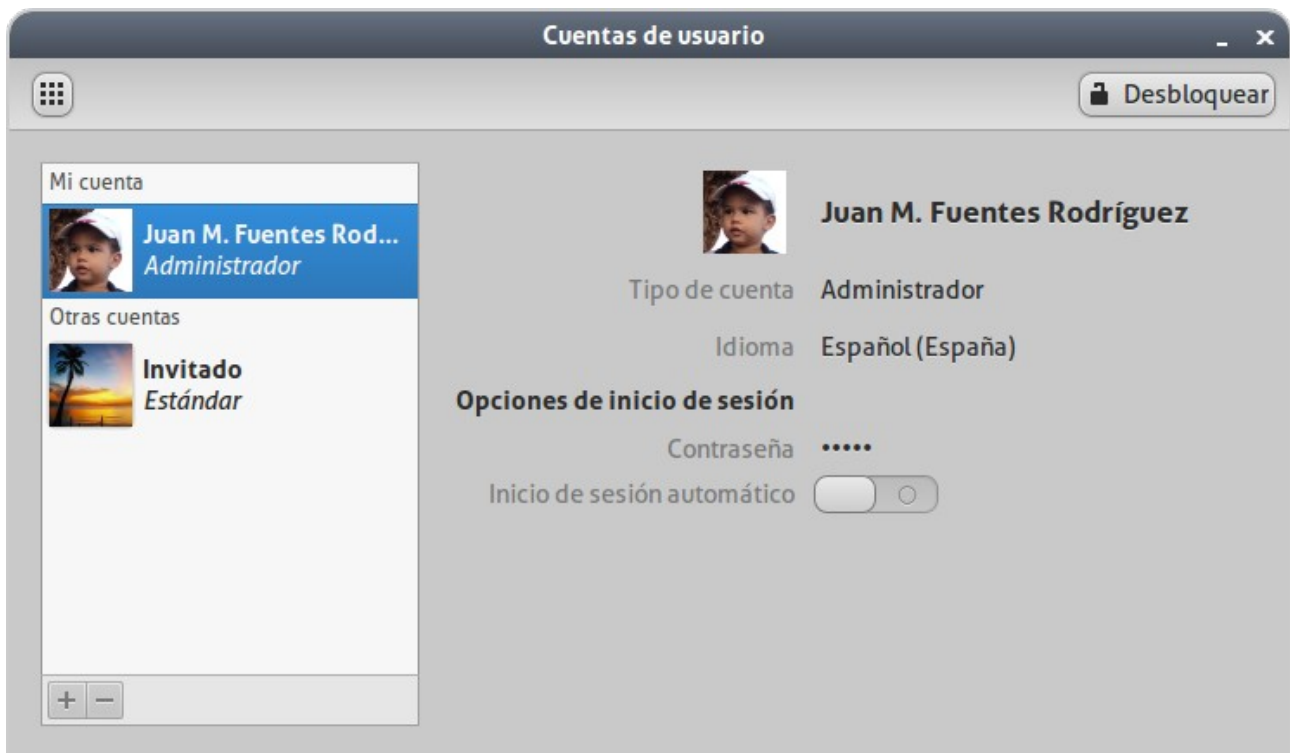 Cuentas de usuario
Desbloquear
Mi cuenta
Juan M. Fuentes Rod...
Administrador
Otras cuentas
Invitado
Estándar
Juan M. Fuentes Rodríguez
Tipo de cuenta Administrador
Idioma Español (España)
Opciones de inicio de sesión
Contraseña •••••
Inicio de sesión automático